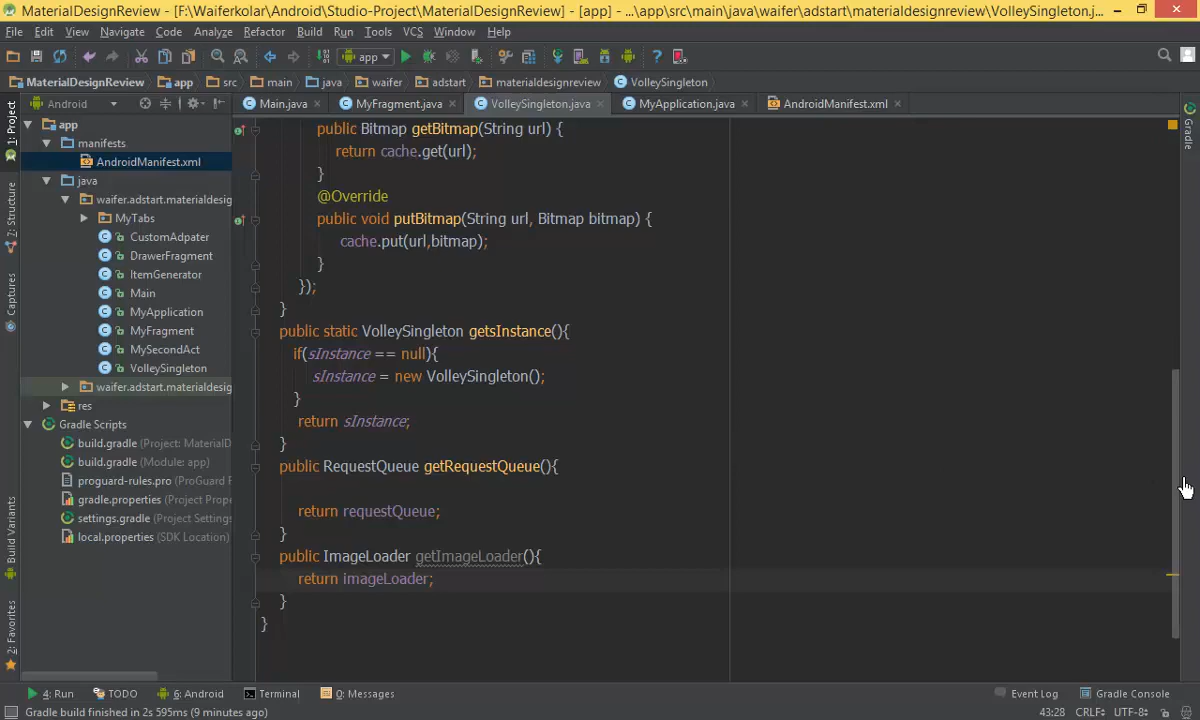 MaterialDesignReview - [F:\Waiferkolar\Android\Studio-Project\MaterialDesignReview] - [app] - ...\app\src\main\java\waifer\adstart\materialdesignreview\VolleySingleton.j...
File Edit View Navigate Code Analyze Refactor Build Run Tools VCS Window Help
app
MaterialDesignReview app src main java waifer adstart materialdesignreview VolleySingleton
Android
Main.java MyFragment.java VolleySingleton.java MyApplication.java AndroidManifest.xml
1: Project
7: Structure
Captures
Build Variants
2: Favorites
app
manifests
AndroidManifest.xml
java
waifer.adstart.materialdesig
MyTabs
CustomAdpater
DrawerFragment
ItemGenerator
Main
MyApplication
MyFragment
MySecondAct
VolleySingleton
waifer.adstart.materialdesig
res
Gradle Scripts
build.gradle (Project: MaterialD
build.gradle (Module: app)
proguard-rules.pro (ProGuard R
gradle.properties (Project Prope
settings.gradle (Project Settings
local.properties (SDK Location)
public Bitmap getBitmap(String url) {
return cache.get(url);
}
@Override
public void putBitmap(String url, Bitmap bitmap) {
cache.put(url,bitmap);
}
});
}
public static VolleySingleton getsInstance(){
if(sInstance == null){
sInstance = new VolleySingleton();
}
return sInstance;
}
public RequestQueue getRequestQueue(){
return requestQueue;
}
public ImageLoader getImageLoader(){
return imageLoader;
}
}
Gradle
4: Run TODO 6: Android Terminal 0: Messages Event Log Gradle Console
Gradle build finished in 2s 595ms (9 minutes ago) 43:28 CRLF UTF-8